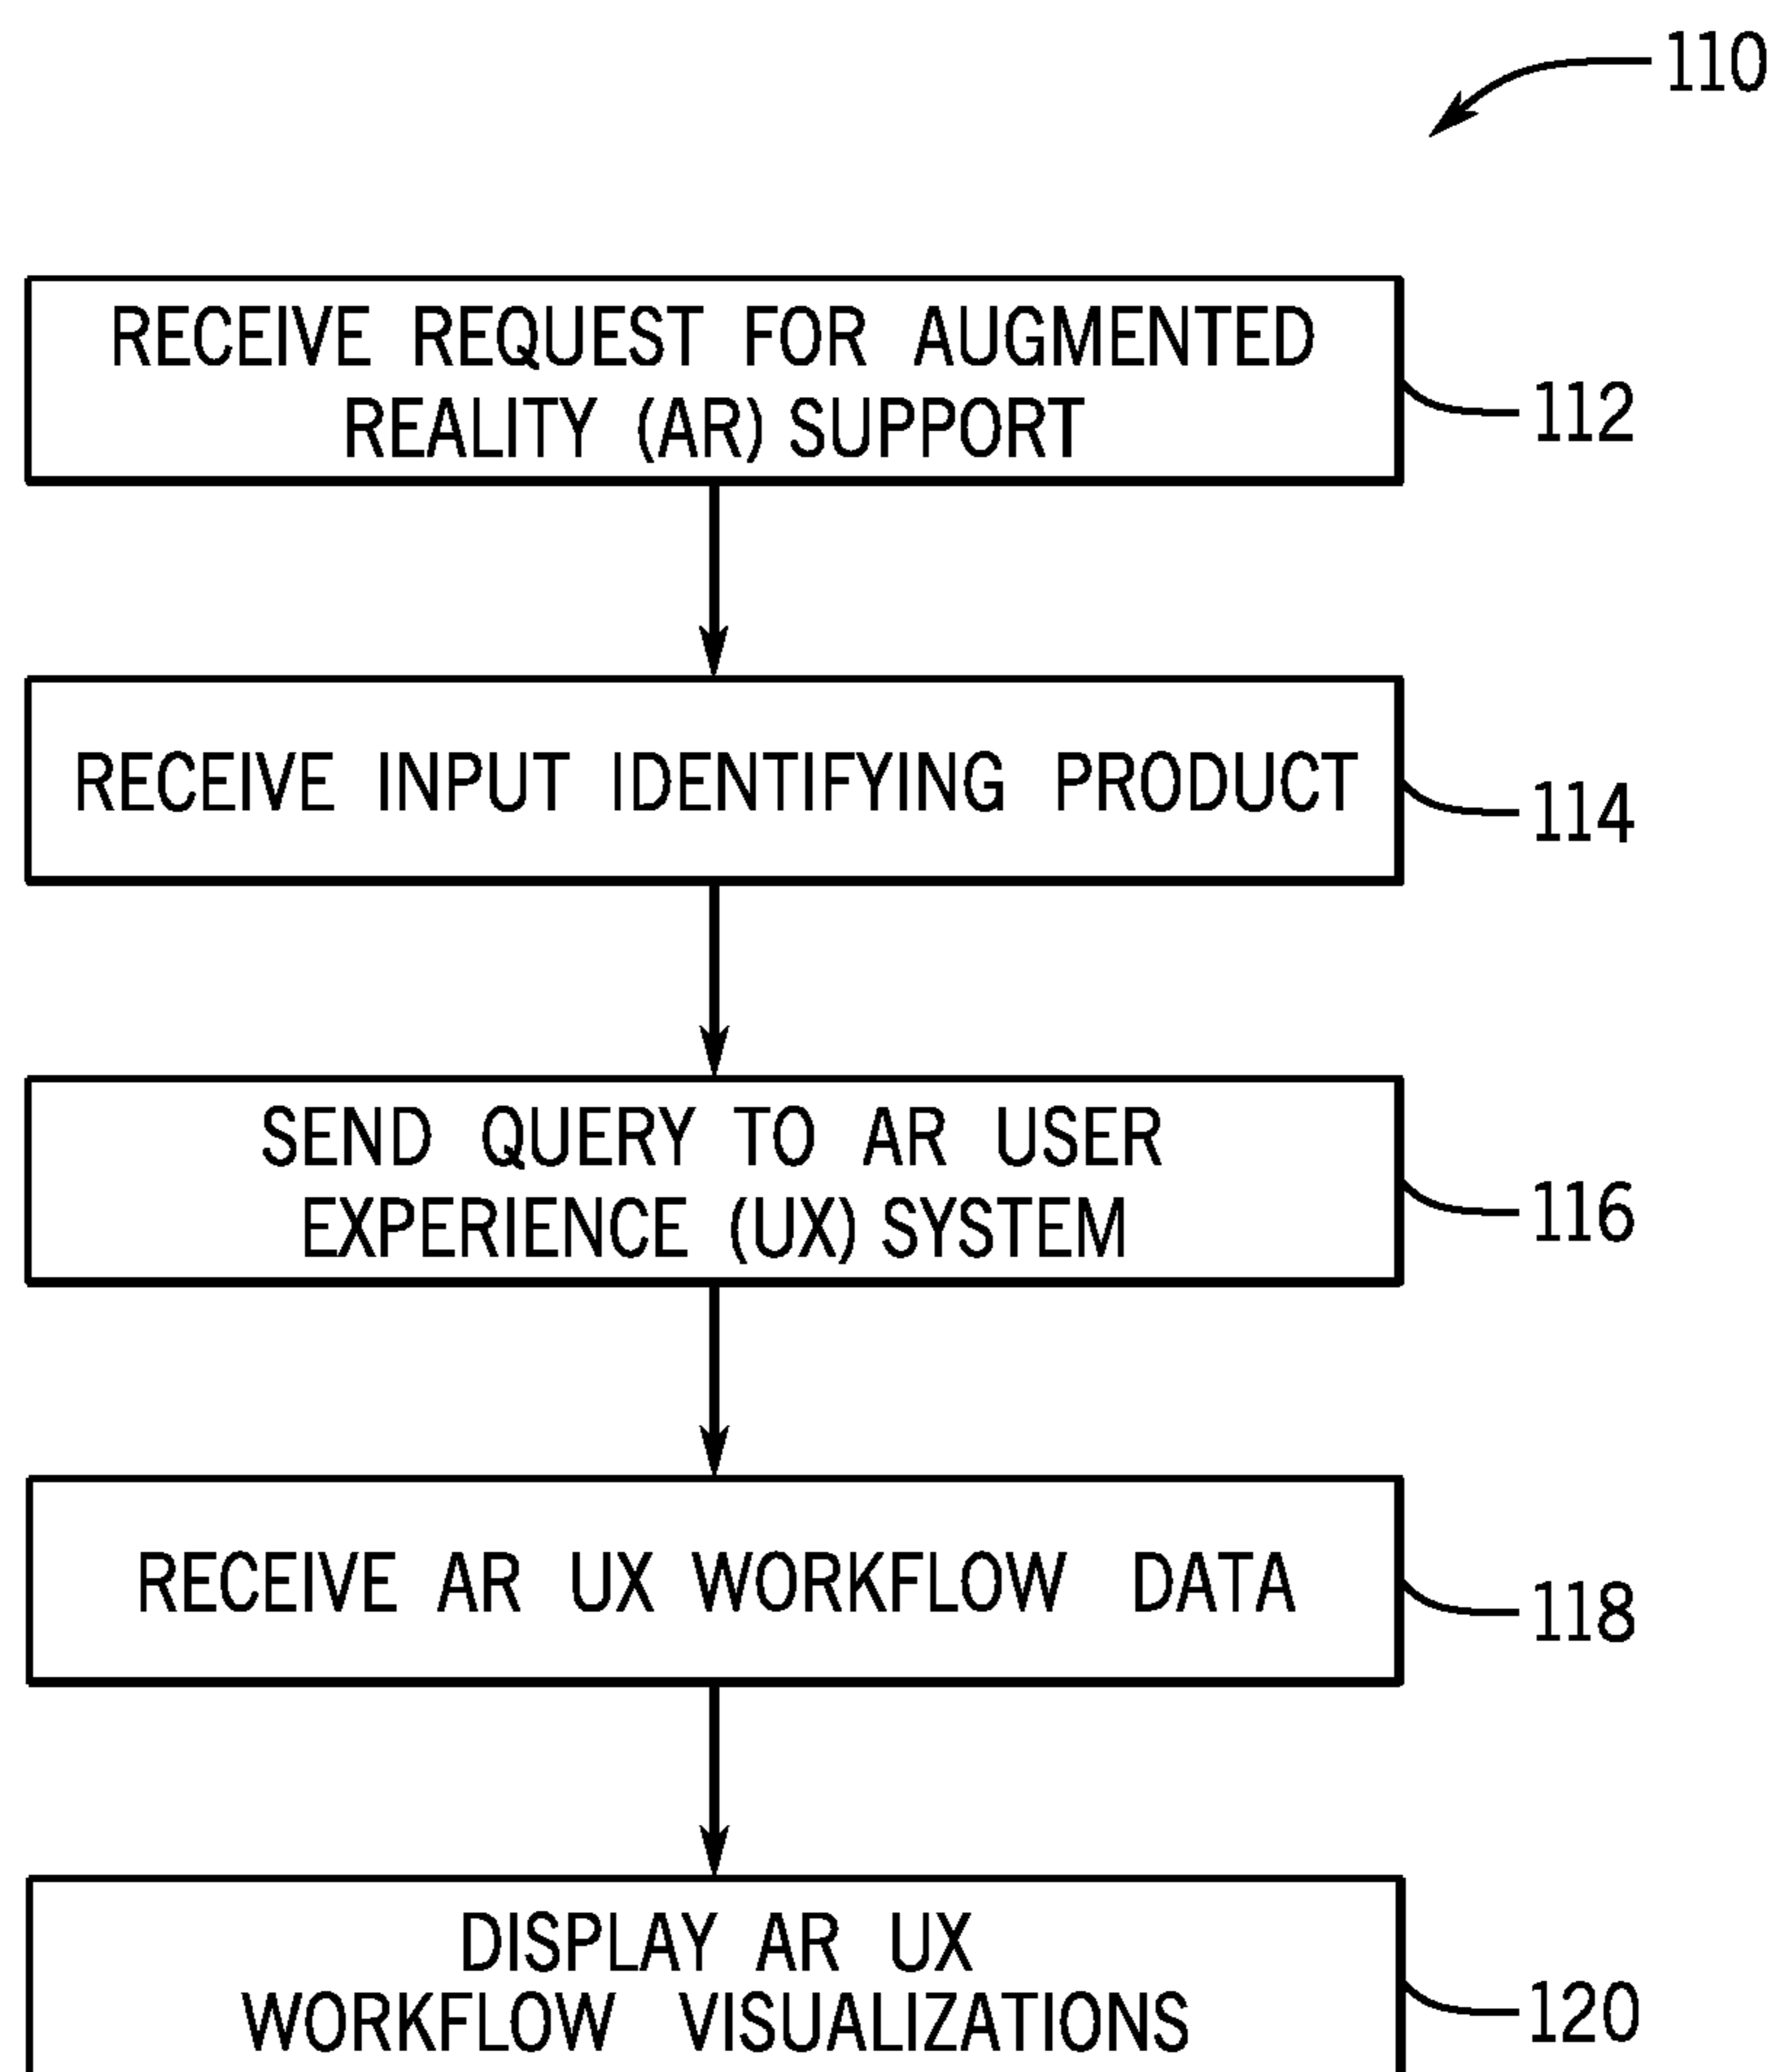 110
RECEIVE REQUEST FOR AUGMENTED
REALITY (AR) SUPPORT
112
RECEIVE INPUT IDENTIFYING PRODUCT
114
SEND QUERY TO AR USER
EXPERIENCE (UX) SYSTEM
116
RECEIVE AR UX WORKFLOW DATA
118
DISPLAY AR UX
WORKFLOW VISUALIZATIONS
120